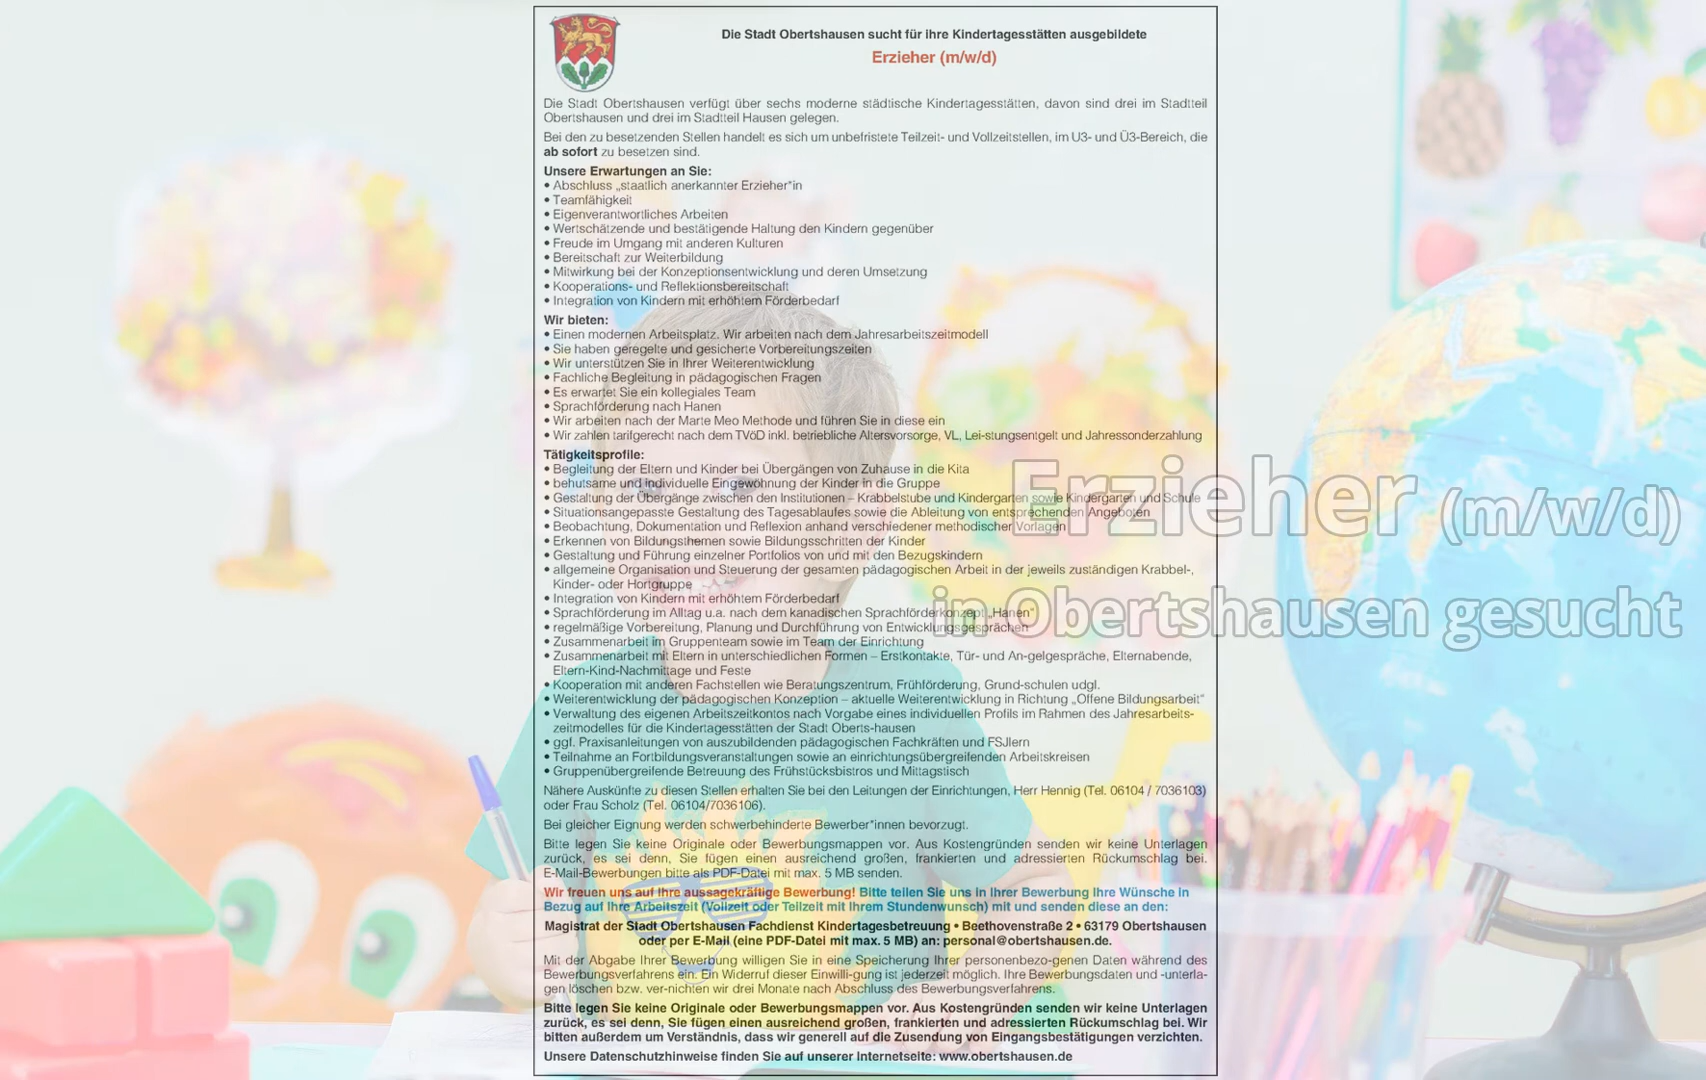 Die Stadt Obertshausen sucht für ihre Kindertagesstätten ausgebildete
Erzieher (m/w/d)
Die Stadt Obertshausen verfügt über sechs moderne städtische Kindertagesstätten, davon sind drei im Stadtteil
Obertshausen und drei im Stadtteil Hausen gelegen.
Bei den zu besetzenden Stellen handelt es sich um unbefristete Teilzeit- und Vollzeitstellen, im U3- und Ü3-Bereich, die
ab sofort zu besetzen sind.
Unsere Erwartungen an Sie:
• Abschluss „staatlich anerkannter Erzieher*in
• Teamfähigkeit
• Eigenverantwortliches Arbeiten
• Wertschätzende und bestätigende Haltung den Kindern gegenüber
• Freude im Umgang mit anderen Kulturen
• Bereitschaft zur Weiterbildung
• Mitwirkung bei der Konzeptionsentwicklung und deren Umsetzung
• Kooperations- und Reflektionsbereitschaft
• Integration von Kindern mit erhöhtem Förderbedarf
Wir bieten:
• Einen modernen Arbeitsplatz. Wir arbeiten nach dem Jahresarbeitszeitmodell
• Sie haben geregelte und gesicherte Vorbereitungszeiten
• Wir unterstützen Sie in Ihrer Weiterentwicklung
• Fachliche Begleitung in pädagogischen Fragen
• Es erwartet Sie ein kollegiales Team
• Sprachförderung nach Hanen
• Wir arbeiten nach der Marte Meo Methode und führen Sie in diese ein
• Wir zahlen tarifgerecht nach dem TVöD inkl. betriebliche Altersvorsorge, VL, Lei-stungsentgelt und Jahressonderzahlung
Tätigkeitsprofile:
• Begleitung der Eltern und Kinder bei Übergängen von Zuhause in die Kita
• behutsame und individuelle Eingewöhnung der Kinder in die Gruppe
• Gestaltung der Übergänge zwischen den Institutionen – Krabbelstube und Kindergarten sowie Kindergarten und Schule
• Situationsangepasste Gestaltung des Tagesablaufes sowie die Ableitung von entsprechenden Angeboten
• Beobachtung, Dokumentation und Reflexion anhand verschiedener methodischer Vorlagen
• Erkennen von Bildungsthemen sowie Bildungsschritten der Kinder
• Gestaltung und Führung einzelner Portfolios von und mit den Bezugskindern
• allgemeine Organisation und Steuerung der gesamten pädagogischen Arbeit in der jeweils zuständigen Krabbel-,
Kinder- oder Hortgruppe
• Integration von Kindern mit erhöhtem Förderbedarf
• Sprachförderung im Alltag u.a. nach dem kanadischen Sprachförderkonzept „Hanen“
• regelmäßige Vorbereitung, Planung und Durchführung von Entwicklungsgesprächen
• Zusammenarbeit im Gruppenteam sowie im Team der Einrichtung
• Zusammenarbeit mit Eltern in unterschiedlichen Formen – Erstkontakte, Tür- und An-gelgespräche, Elternabende,
Eltern-Kind-Nachmittage und Feste
• Kooperation mit anderen Fachstellen wie Beratungszentrum, Frühförderung, Grund-schulen udgl.
• Weiterentwicklung der pädagogischen Konzeption – aktuelle Weiterentwicklung in Richtung „Offene Bildungsarbeit“
• Verwaltung des eigenen Arbeitszeitkontos nach Vorgabe eines individuellen Profils im Rahmen des Jahresarbeits-
zeitmodelles für die Kindertagesstätten der Stadt Oberts-hausen
• ggf. Praxisanleitungen von auszubildenden pädagogischen Fachkräften und FSJlern
• Teilnahme an Fortbildungsveranstaltungen sowie an einrichtungsübergreifenden Arbeitskreisen
• Gruppenübergreifende Betreuung des Frühstücksbistros und Mittagstisch
Nähere Auskünfte zu diesen Stellen erhalten Sie bei den Leitungen der Einrichtungen, Herr Hennig (Tel. 06104 / 7036103)
oder Frau Scholz (Tel. 06104/7036106).
Bei gleicher Eignung werden schwerbehinderte Bewerber*innen bevorzugt.
Bitte legen Sie keine Originale oder Bewerbungsmappen vor. Aus Kostengründen senden wir keine Unterlagen
zurück, es sei denn, Sie fügen einen ausreichend großen, frankierten und adressierten Rückumschlag bei.
E-Mail-Bewerbungen bitte als PDF-Datei mit max. 5 MB senden.
Wir freuen uns auf Ihre aussagekräftige Bewerbung! Bitte teilen Sie uns in Ihrer Bewerbung Ihre Wünsche in
Bezug auf Ihre Arbeitszeit (Vollzeit oder Teilzeit mit Ihrem Stundenwunsch) mit und senden diese an den:
Magistrat der Stadt Obertshausen Fachdienst Kindertagesbetreuung • Beethovenstraße 2 • 63179 Obertshausen
oder per E-Mail (eine PDF-Datei mit max. 5 MB) an: personal@obertshausen.de.
Mit der Abgabe Ihrer Bewerbung willigen Sie in eine Speicherung Ihrer personenbezo-genen Daten während des
Bewerbungsverfahrens ein. Ein Widerruf dieser Einwilli-gung ist jederzeit möglich. Ihre Bewerbungsdaten und -unterla-
gen löschen bzw. ver-nichten wir drei Monate nach Abschluss des Bewerbungsverfahrens.
Bitte legen Sie keine Originale oder Bewerbungsmappen vor. Aus Kostengründen senden wir keine Unterlagen
zurück, es sei denn, Sie fügen einen ausreichend großen, frankierten und adressierten Rückumschlag bei. Wir
bitten außerdem um Verständnis, dass wir generell auf die Zusendung von Eingangsbestätigungen verzichten.
Unsere Datenschutzhinweise finden Sie auf unserer Internetseite: www.obertshausen.de
Erzieher (m/w/d)
in Obertshausen gesucht